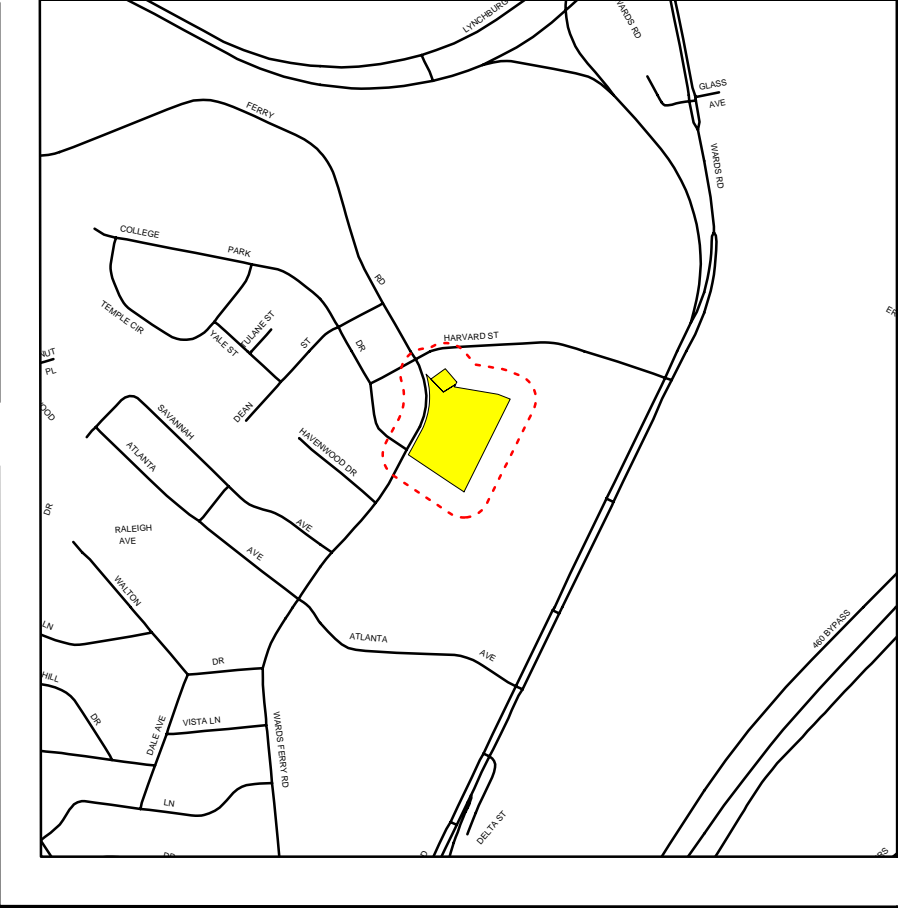 LYNCHBURG
WARDS RD
GLASS
AVE
WARDS RD
FERRY
RD
COLLEGE
PARK
DR
TEMPLE CIR
YALE ST
TULANE ST
ST
DEAN
HARVARD ST
PL
SAVANNAH
AVE
ATLANTA
AVE
HAVENWOOD DR
DR
RALEIGH
AVE
WALTON
DR
LN
HILL
DR
DALE AVE
VISTA LN
WARDS FERRY RD
LN
ATLANTA
AVE
460 BYPASS
DELTA ST